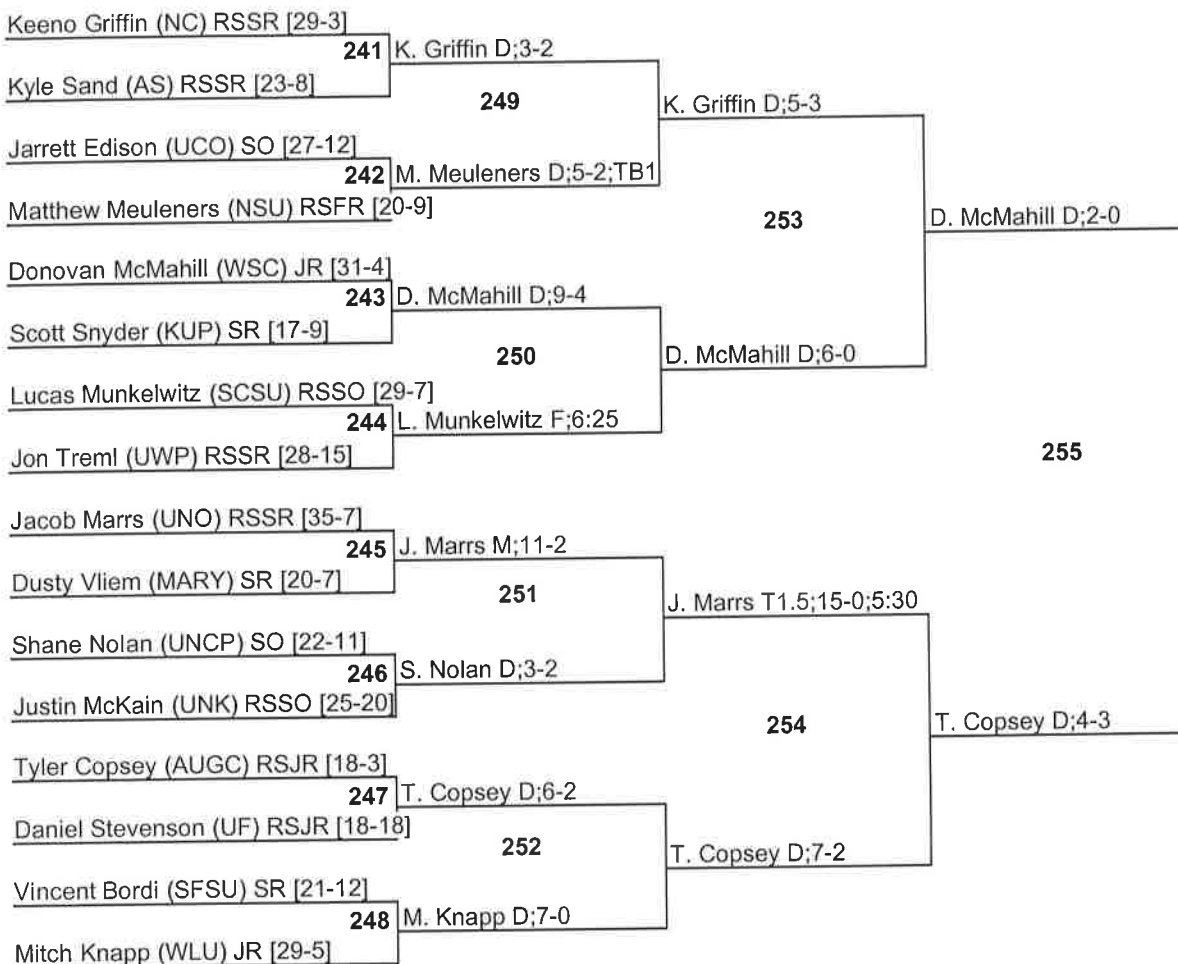 Keeno Griffin (NC) RSSR [29-3]
241 K. Griffin D;3-2
Kyle Sand (AS) RSSR [23-8]
249
K. Griffin D;5-3
Jarrett Edison (UCO) SO [27-12]
242 M. Meuleners D;5-2;TB1
Matthew Meuleners (NSU) RSFR [20-9]
253
D. McMahill D;2-0
Donovan McMahill (WSC) JR [31-4]
243 D. McMahill D;9-4
Scott Snyder (KUP) SR [17-9]
250
D. McMahill D;6-0
Lucas Munkelwitz (SCSU) RSSO [29-7]
244 L. Munkelwitz F;6:25
Jon Treml (UWP) RSSR [28-15]
255
Jacob Marrs (UNO) RSSR [35-7]
245 J. Marrs M;11-2
Dusty Vliem (MARY) SR [20-7]
251
J. Marrs T1.5;15-0;5:30
Shane Nolan (UNCP) SO [22-11]
246 S. Nolan D;3-2
Justin McKain (UNK) RSSO [25-20]
254
T. Copsey D;4-3
Tyler Copsey (AUGC) RSJR [18-3]
247 T. Copsey D;6-2
Daniel Stevenson (UF) RSJR [18-18]
252
T. Copsey D;7-2
Vincent Bordi (SFSU) SR [21-12]
248 M. Knapp D;7-0
Mitch Knapp (WLU) JR [29-5]